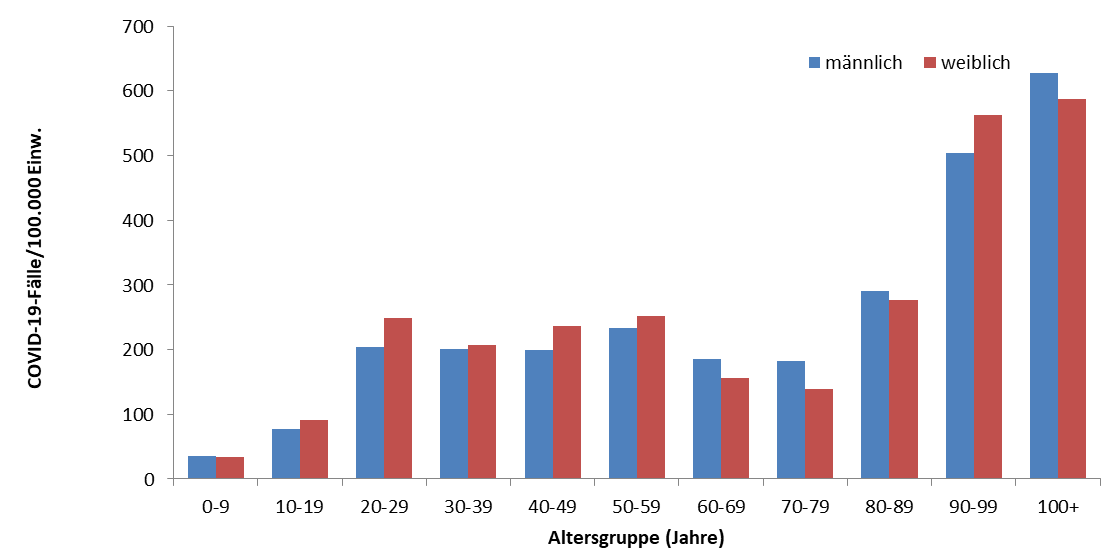 COVID-19-Fälle/100.000 Einw.
700
600
500
400
300
200
100
0
männlich weiblich
0-9 10-19 20-29 30-39 40-49 50-59 60-69 70-79 80-89 90-99 100+
Altersgruppe (Jahre)